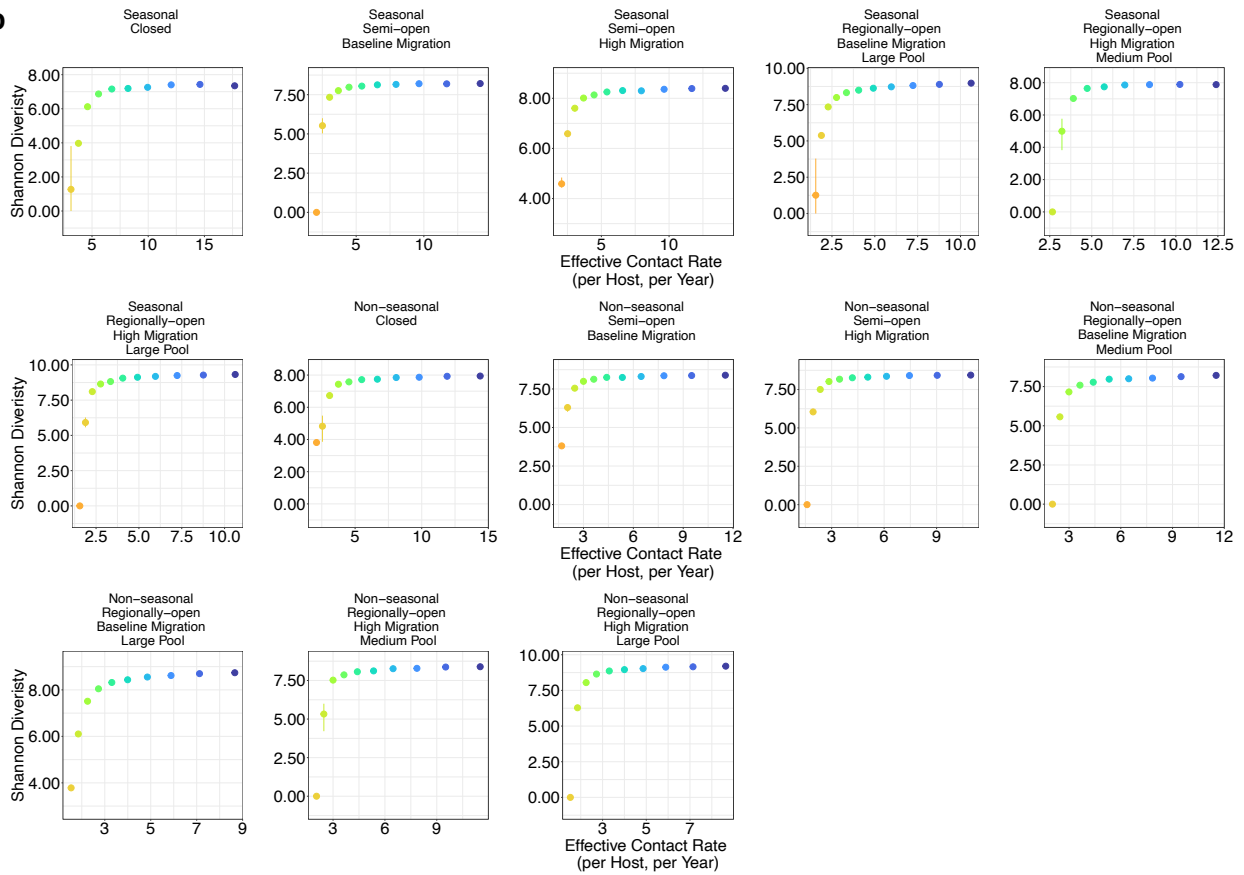 Seasonal
Closed
Seasonal
Semi-open
Baseline Migration
Seasonal
Semi-open
High Migration
Seasonal
Regionally-open
Baseline Migration
Large Pool
Seasonal
Regionally-open
High Migration
Medium Pool
Shannon Diveristy
8.00
6.00
4.00
2.00
0.00
5 10 15
7.50
5.00
2.50
0.00
5 10
8.00
6.00
4.00
5 10
10.00
7.50
5.00
2.50
0.00
2.5 5.0 7.5 10.0
8.00
6.00
4.00
2.00
0.00
2.5 5.0 7.5 10.0 12.5
Effective Contact Rate
(per Host, per Year)
Seasonal
Regionally-open
High Migration
Large Pool
Non-seasonal
Closed
Non-seasonal
Semi-open
Baseline Migration
Non-seasonal
Semi-open
High Migration
Non-seasonal
Regionally-open
Baseline Migration
Medium Pool
Shannon Diveristy
10.00
7.50
5.00
2.50
0.00
2.5 5.0 7.5 10.0
8.00
6.00
4.00
2.00
0.00
5 10 15
7.50
5.00
2.50
0.00
3 6 9 12
7.50
5.00
2.50
0.00
3 6 9
7.50
5.00
2.50
0.00
3 6 9 12
Effective Contact Rate
(per Host, per Year)
Non-seasonal
Regionally-open
Baseline Migration
Large Pool
Non-seasonal
Regionally-open
High Migration
Medium Pool
Non-seasonal
Regionally-open
High Migration
Large Pool
Shannon Diveristy
8.00
6.00
4.00
3 5 7 9
7.50
5.00
2.50
0.00
3 6 9
10.00
7.50
5.00
2.50
0.00
3 5 7
Effective Contact Rate
(per Host, per Year)